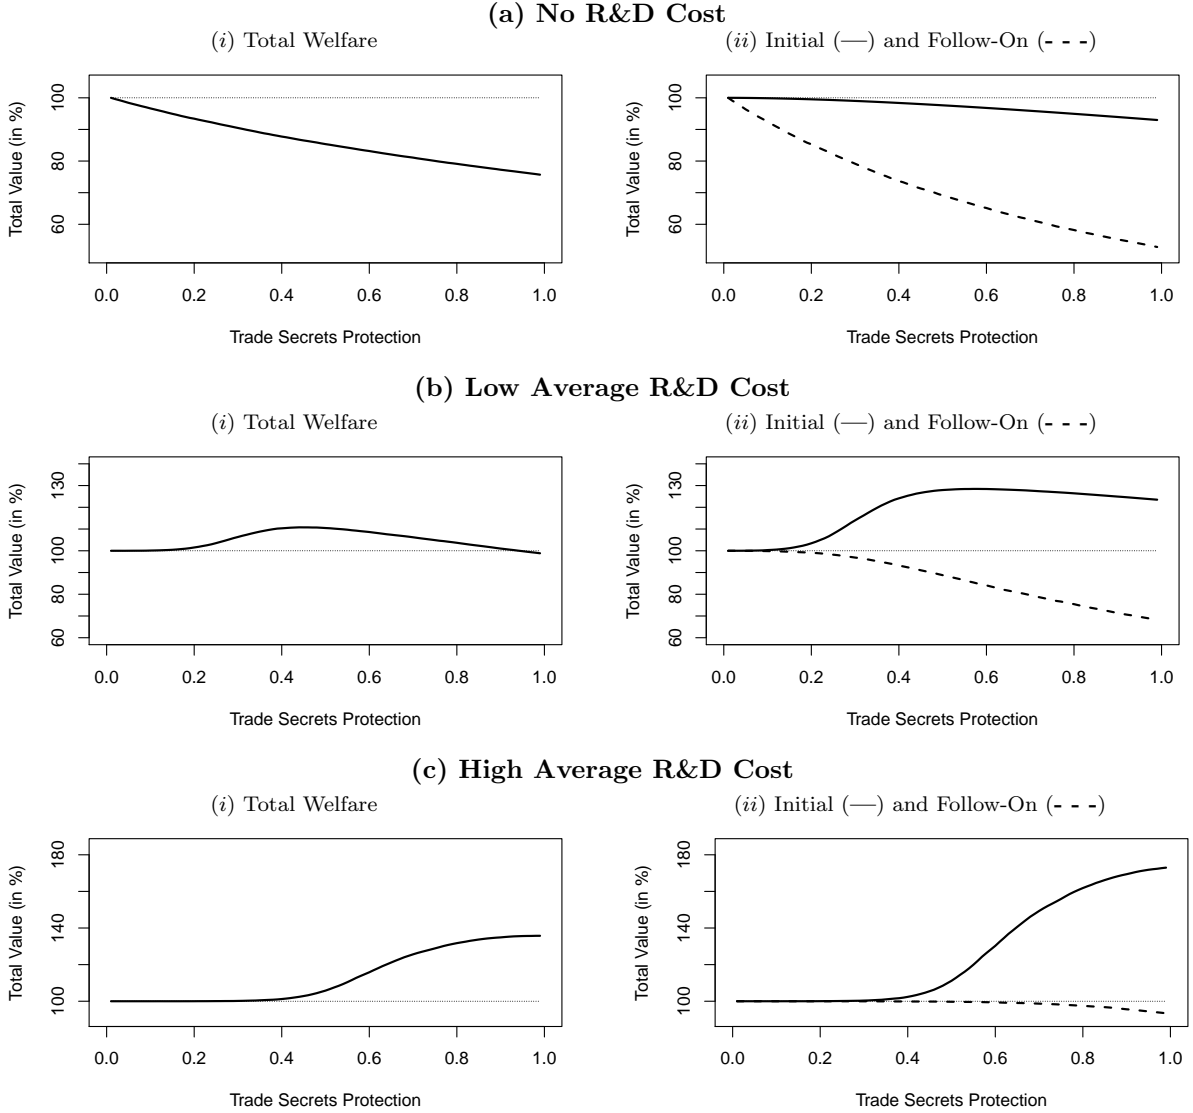 (a) No R&D Cost
(i) Total Welfare
(ii) Initial (—) and Follow-On (- - -)
Total Value (in %)
100
80
60
0.0 0.2 0.4 0.6 0.8 1.0
Trade Secrets Protection
Total Value (in %)
100
80
60
0.0 0.2 0.4 0.6 0.8 1.0
Trade Secrets Protection
(b) Low Average R&D Cost
(i) Total Welfare
(ii) Initial (—) and Follow-On (- - -)
Total Value (in %)
130
100
80
60
0.0 0.2 0.4 0.6 0.8 1.0
Trade Secrets Protection
Total Value (in %)
130
100
80
60
0.0 0.2 0.4 0.6 0.8 1.0
Trade Secrets Protection
(c) High Average R&D Cost
(i) Total Welfare
(ii) Initial (—) and Follow-On (- - -)
Total Value (in %)
180
140
100
0.0 0.2 0.4 0.6 0.8 1.0
Trade Secrets Protection
Total Value (in %)
180
140
100
0.0 0.2 0.4 0.6 0.8 1.0
Trade Secrets Protection